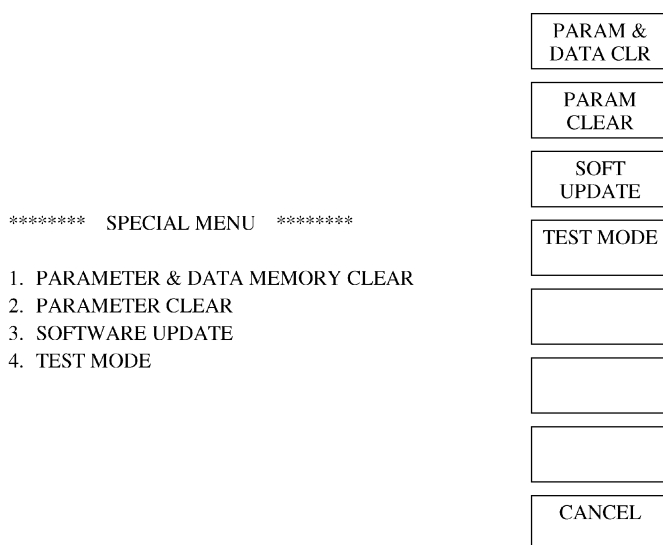 PARAM &
DATA CLR
PARAM
CLEAR
SOFT
UPDATE
******** SPECIAL MENU ********
TEST MODE
1. PARAMETER & DATA MEMORY CLEAR
2. PARAMETER CLEAR
3. SOFTWARE UPDATE
4. TEST MODE
CANCEL